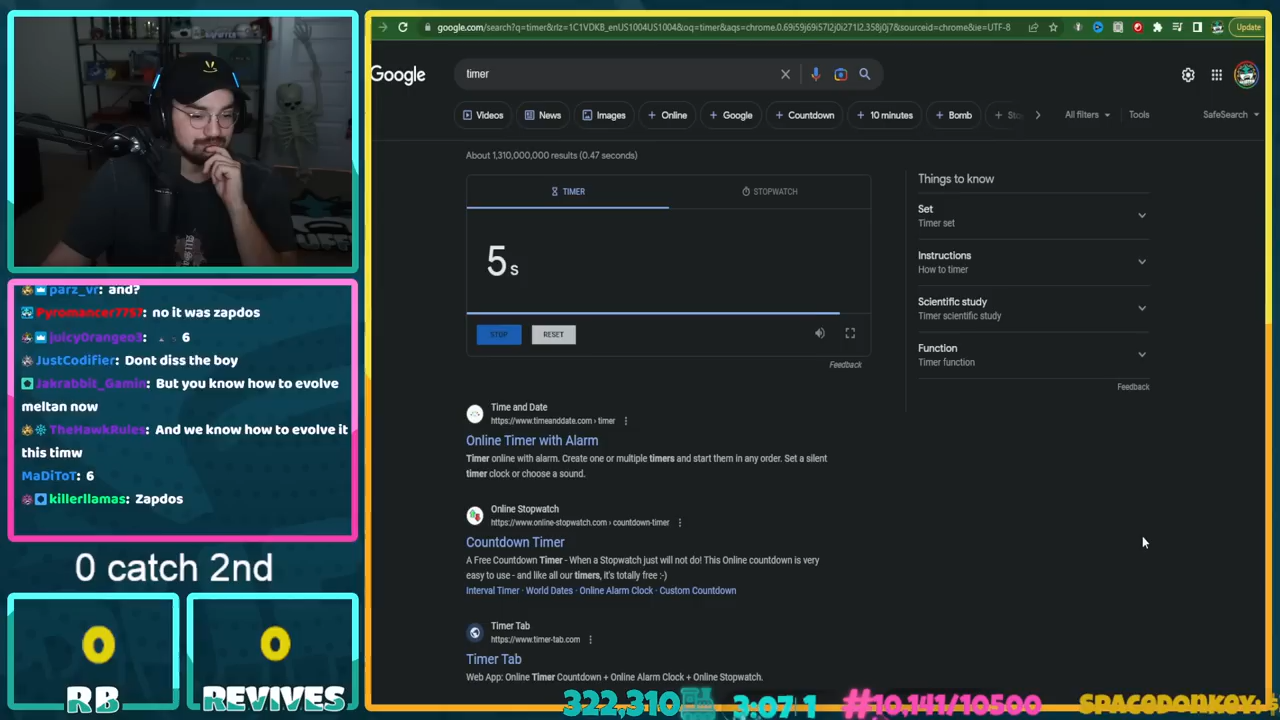 google.com/search?q=timer&rlz=1C1VDKB_enUS1004US1004&oq=timer&aqs=chrome.0.69i59j69i57l2j0i271l2.358j0j7&sourceid=chrome&ie=UTF-8
Update
Google
timer
Videos
News
Images
Online
Google
Countdown
10 minutes
Bomb
All filters
Tools
SafeSearch
About 1,310,000,000 results (0.47 seconds)
TIMER
STOPWATCH
5 s
STOP
RESET
Feedback
Things to know
Set
Timer set
Instructions
How to timer
Scientific study
Timer scientific study
Function
Timer function
Feedback
Time and Date
https://www.timeanddate.com › timer
Online Timer with Alarm
Timer online with alarm. Create one or multiple timers and start them in any order. Set a silent
timer clock or choose a sound.
Online Stopwatch
https://www.online-stopwatch.com › countdown-timer
Countdown Timer
A Free Countdown Timer - When a Stopwatch just will not do! This Online countdown is very
easy to use - and like all our timers, it's totally free :-)
Interval Timer · World Dates · Online Alarm Clock · Custom Countdown
Timer Tab
https://www.timer-tab.com
Timer Tab
Web App: Online Timer Countdown + Online Alarm Clock + Online Stopwatch.
parz_vr: and?
Pyromancer7757: no it was zapdos
juicy0rangeo3: 6
JustCodifier: Dont diss the boy
Jakrabbit_Gamin: But you know how to evolve
meltan now
TheHawkRules: And we know how to evolve it
this timw
MaDiToT: 6
killerllamas: Zapdos
0 catch 2nd
0
RB
0
REVIVES
322,310
3:07 1
#10,141/10500
SPACEDONKEY: